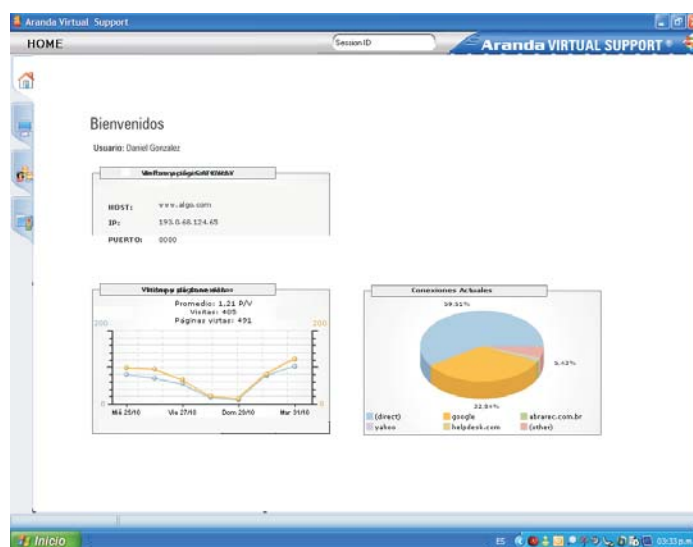 Aranda Virtual Support
HOME
Session ID
Aranda VIRTUAL SUPPORT
Bienvenidos
Usuario: Daniel Gonzalez
HOST: www.algo.com
IP: 193.0.68.124.65
PUERTO: 0000
Promedio: 1.21 P/V
Visitas: 405
Páginas vistas: 491
200 200
0 0
Mié 25/10 Vie 27/10 Dom 29/10 Mar 31/10
Conexiones Actuales
59.51%
5.43%
32.84%
(direct) google abrarec.com.br
yahoo helpdesk.com (other)
Inicio
ES 03:33 p.m.